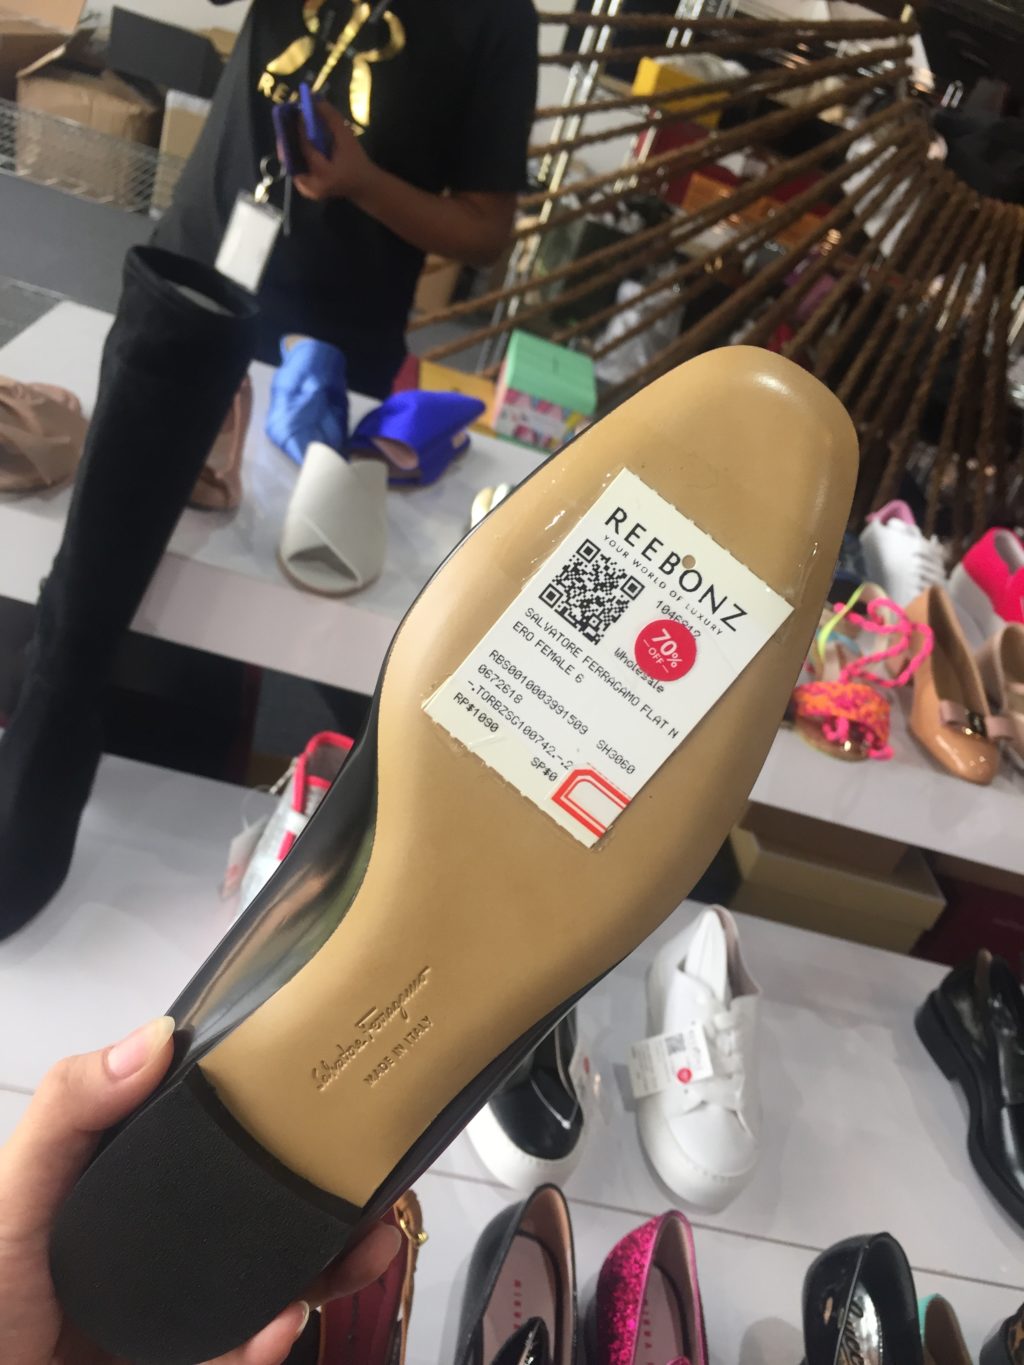 REEBONZ
YOUR WORLD OF LUXURY
Wholesale
70%
-OFF-
SALVATORE FERRAGAMO FLAT N
ERO FEMALE 6
RBS0010003991509 SH3060
0672618
-.TORBZSG100742.-.2
RP$1090
SP$0
Salvatore Ferragamo
MADE IN ITALY